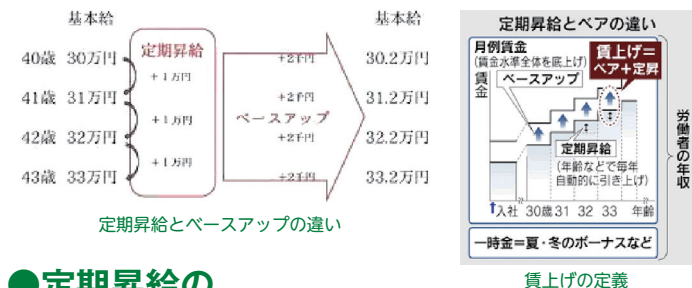 基本給
定期昇給
基本給
40歳 30万円
+2千円
30.2万円
+1万円
41歳 31万円
+2千円
31.2万円
+1万円
ベースアップ
42歳 32万円
+2千円
32.2万円
+1万円
43歳 33万円
+2千円
33.2万円
定期昇給とベースアップの違い
定期昇給とベアの違い
月例賃金
(賃金水準全体を底上げ)
賃上げ=
ベア+定昇
賃金
ベースアップ
定期昇給
(年齢などで毎年
自動的に引き上げ)
入社 30歳 31 32 33 年齢
労働者の年収
一時金=夏・冬のボーナスなど
賃上げの定義
●定期昇給の